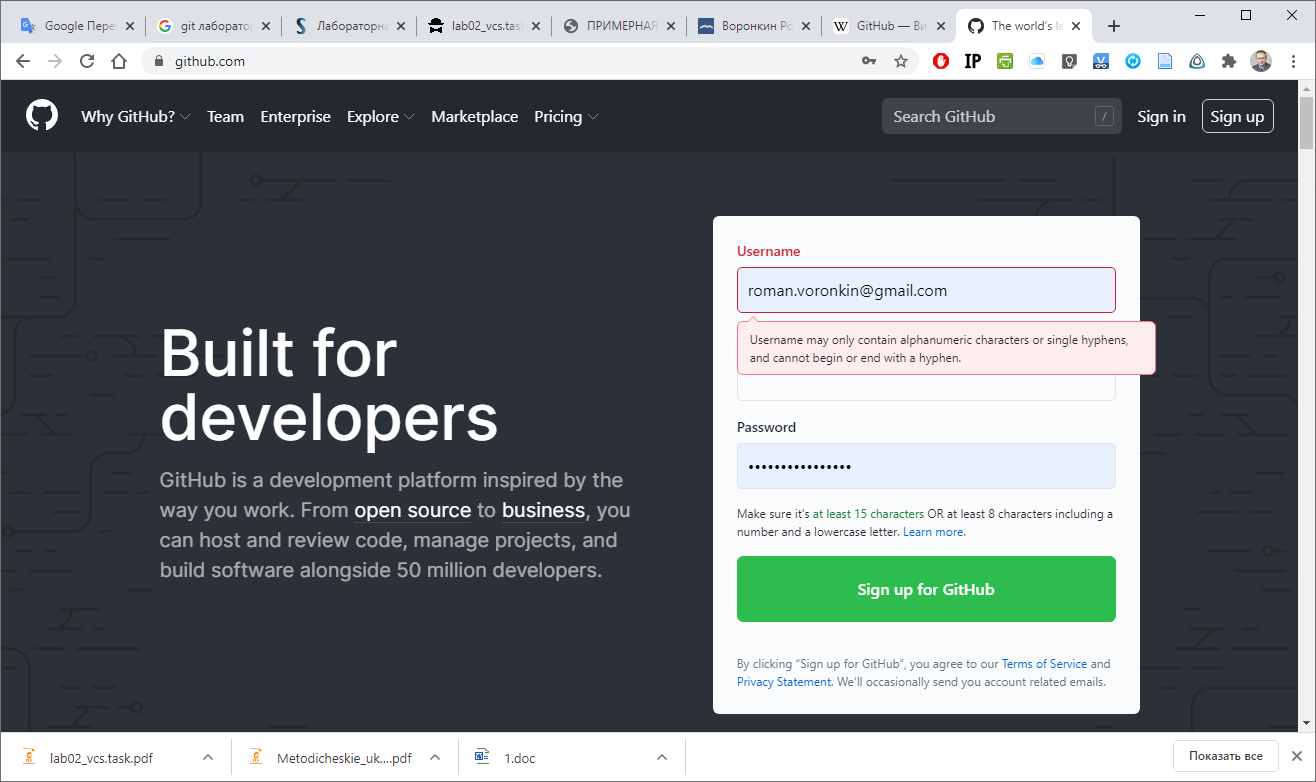 Google Пере
git лаборато
Лабораторна
lab02_vcs.task
ПРИМЕРНАЯ
Воронкин Ро
GitHub — Ви
The world's le
github.com
IP
Why GitHub?
Team
Enterprise
Explore
Marketplace
Pricing
Search GitHub
/
Sign in
Sign up
Built for
developers
GitHub is a development platform inspired by the
way you work. From open source to business, you
can host and review code, manage projects, and
build software alongside 50 million developers.
Username
roman.voronkin@gmail.com
Username may only contain alphanumeric characters or single hyphens,
and cannot begin or end with a hyphen.
Password
••••••••••••••••
Make sure it's at least 15 characters OR at least 8 characters including a
number and a lowercase letter. Learn more.
Sign up for GitHub
By clicking “Sign up for GitHub”, you agree to our Terms of Service and
Privacy Statement. We’ll occasionally send you account related emails.
lab02_vcs.task.pdf
Metodicheskie_uk....pdf
1.doc
Показать все